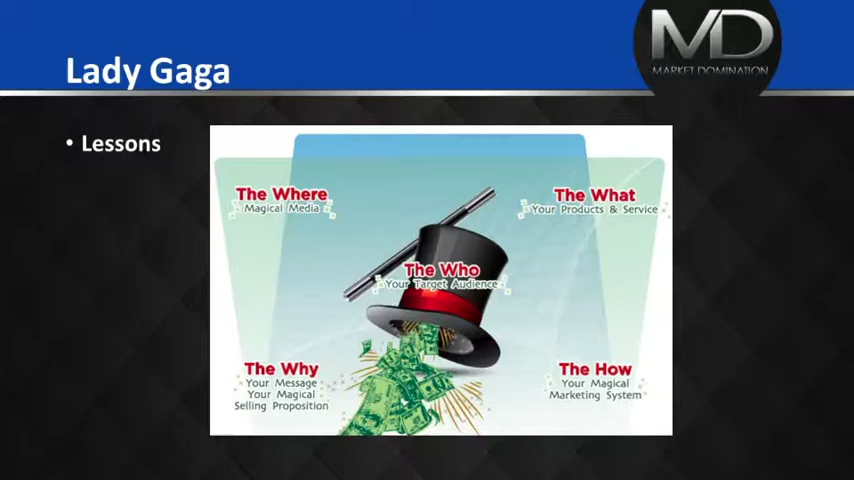 Lady Gaga
MD
MARKET DOMINATION
• Lessons
The Where
Magical Media
The What
Your Products & Service
The Who
Your Target Audience
The Why
Your Message
Your Magical
Selling Proposition
The How
Your Magical
Marketing System